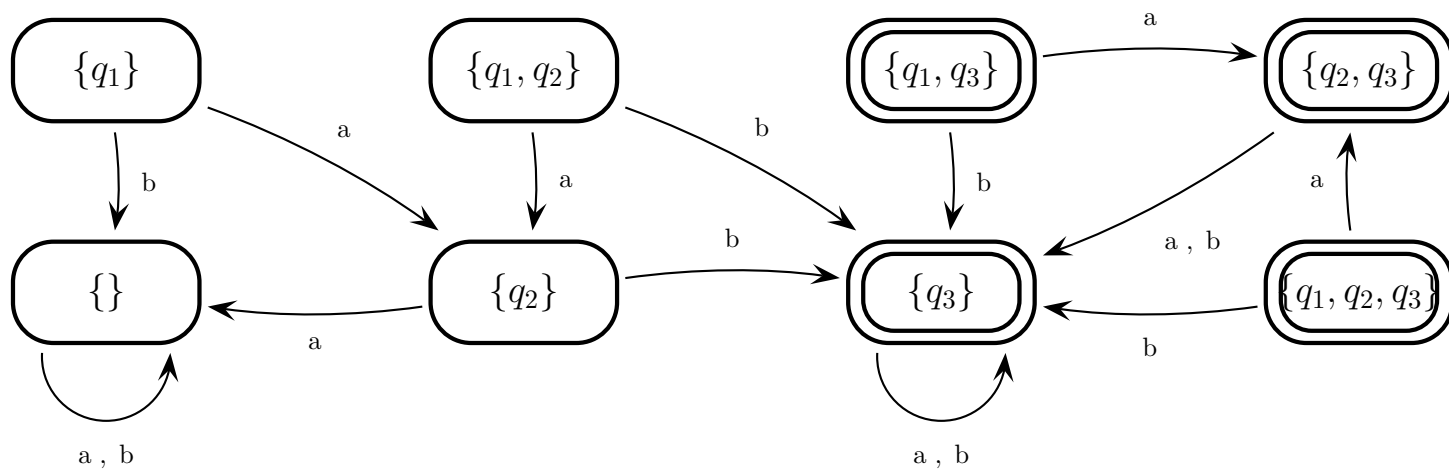 a
{q₁} {q₁, q₂} {q₁, q₃} {q₂, q₃}
a b
b a b a
b a , b
{} {q₂} {q₃} {q₁, q₂, q₃}
a b
a , b a , b